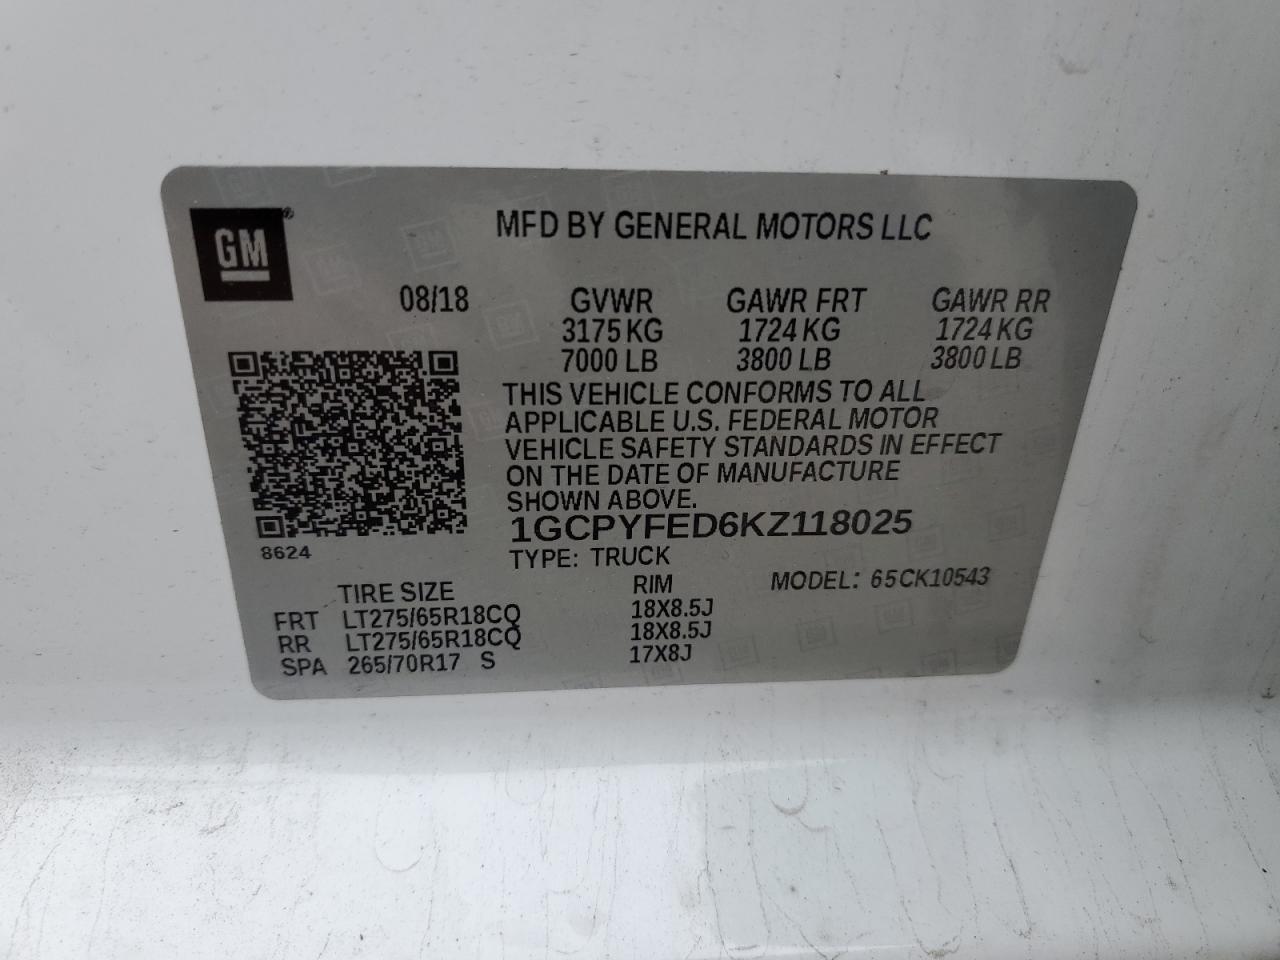 GM®
MFD BY GENERAL MOTORS LLC
08/18 GVWR GAWR FRT GAWR RR
3175 KG 1724 KG 1724 KG
7000 LB 3800 LB 3800 LB
THIS VEHICLE CONFORMS TO ALL
APPLICABLE U.S. FEDERAL MOTOR
VEHICLE SAFETY STANDARDS IN EFFECT
ON THE DATE OF MANUFACTURE
SHOWN ABOVE.
1GCPYFED6KZ118025
8624
TYPE: TRUCK
TIRE SIZE RIM MODEL: 65CK10543
FRT LT275/65R18CQ 18X8.5J
RR LT275/65R18CQ 18X8.5J
SPA 265/70R17 S 17X8J